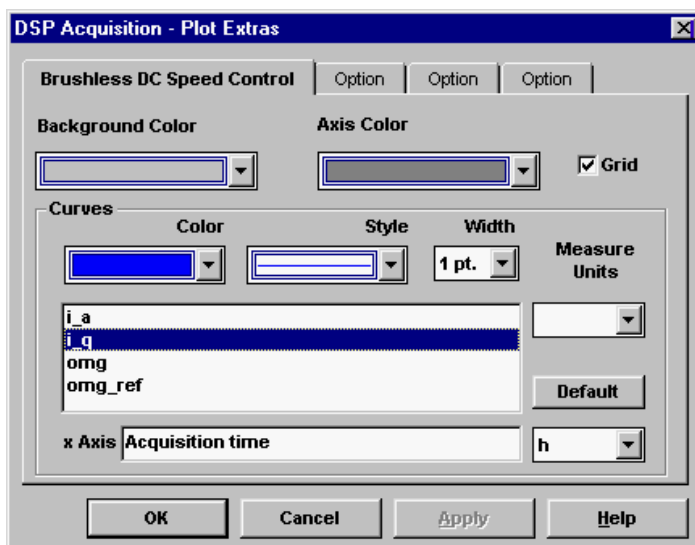 DSP Acquisition - Plot Extras
Brushless DC Speed Control Option Option Option
Background Color Axis Color
Grid
Curves
Color Style Width
1 pt.
Measure
Units
i_a
i_q
omg
omg_ref
Default
x Axis Acquisition time h
OK Cancel Apply Help